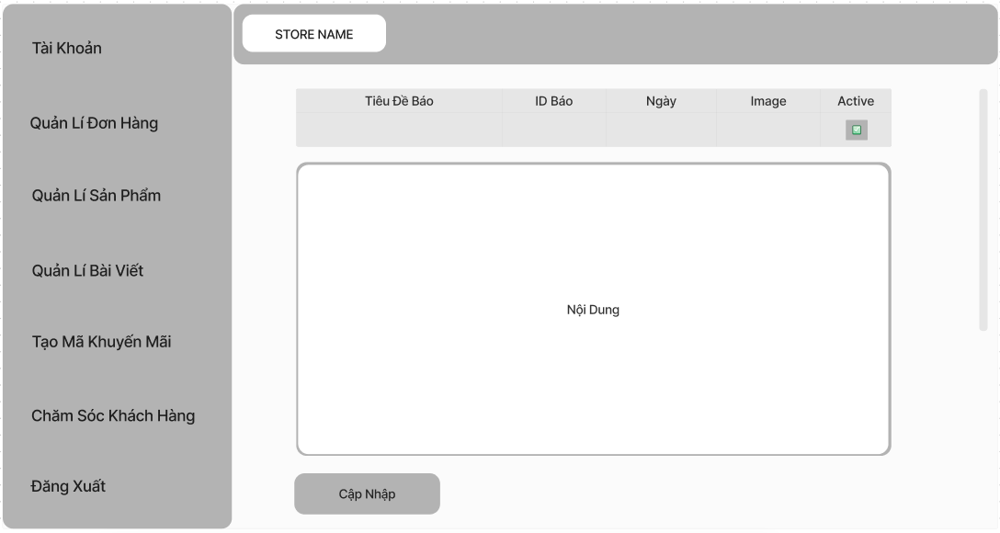 Tài Khoản
Quản Lí Đơn Hàng
Quản Lí Sản Phẩm
Quản Lí Bài Viết
Tạo Mã Khuyến Mãi
Chăm Sóc Khách Hàng
Đăng Xuất
STORE NAME
Tiêu Đề Báo ID Báo Ngày Image Active
Nội Dung
Cập Nhập